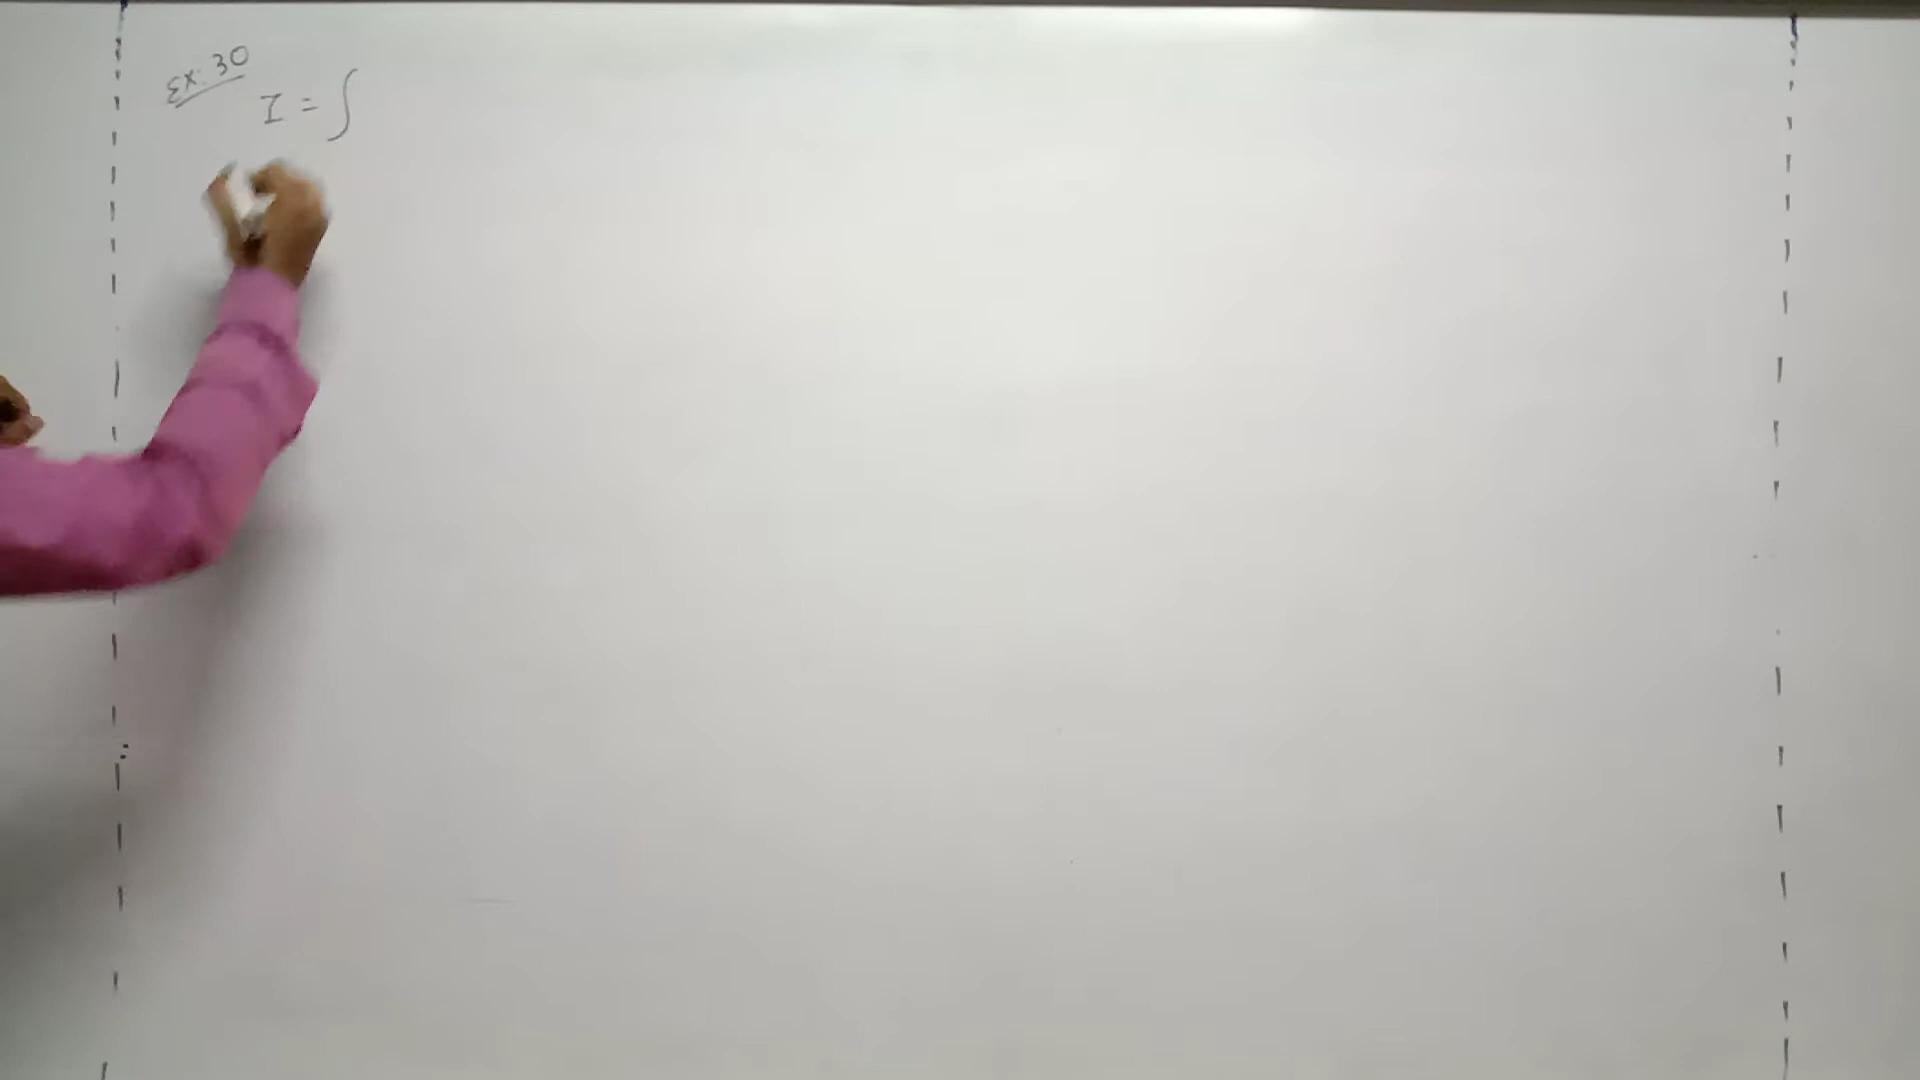 Ex: 30
I = ∫